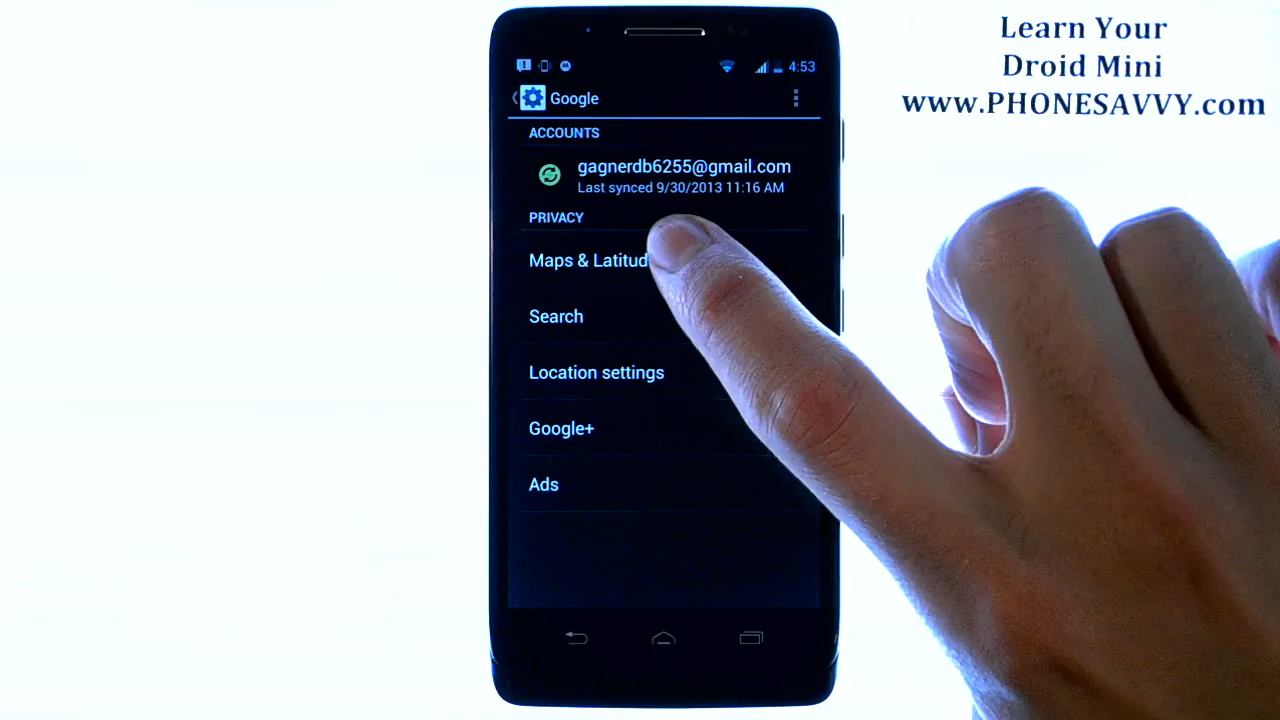 Learn Your
Droid Mini
www.PHONESAVVY.com
4:53
Google
ACCOUNTS
gagnerdb6255@gmail.com
Last synced 9/30/2013 11:16 AM
PRIVACY
Maps & Latitud
Search
Location settings
Google+
Ads